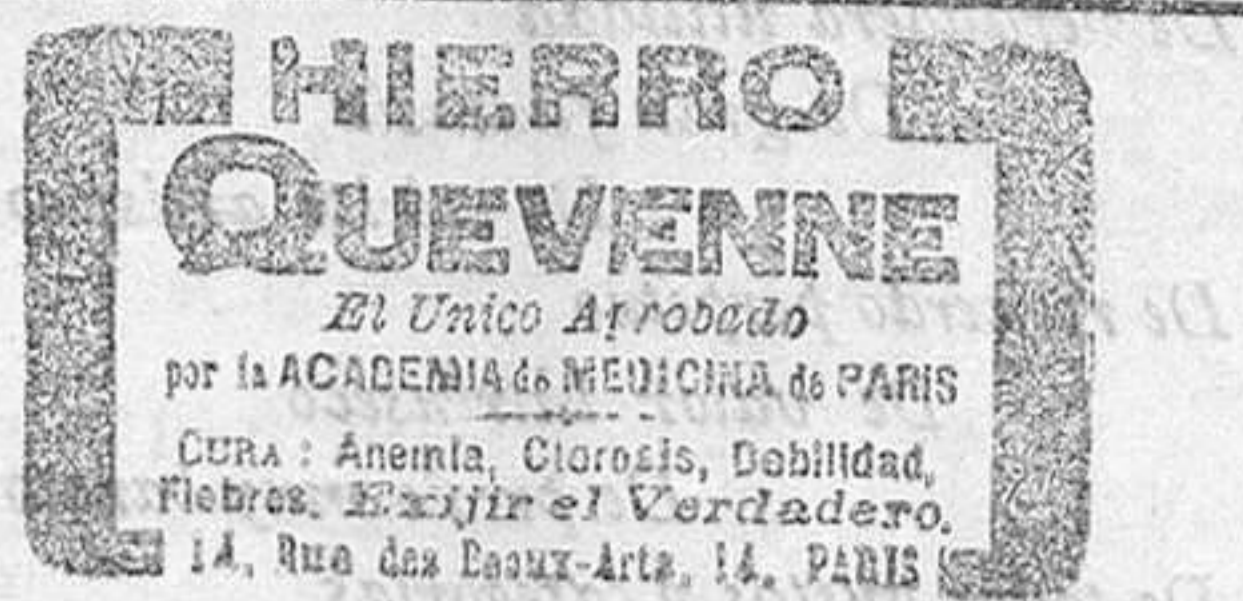 HIERRO
QUEVENNE
El Unico Aprobado
por la ACADEMIA de MEDICINA de PARIS
CURA : Anemia, Clorosis, Debilidad,
Fiebres. Exijir el Verdadero.
14, Rue des Beaux-Arts, 14, PARIS